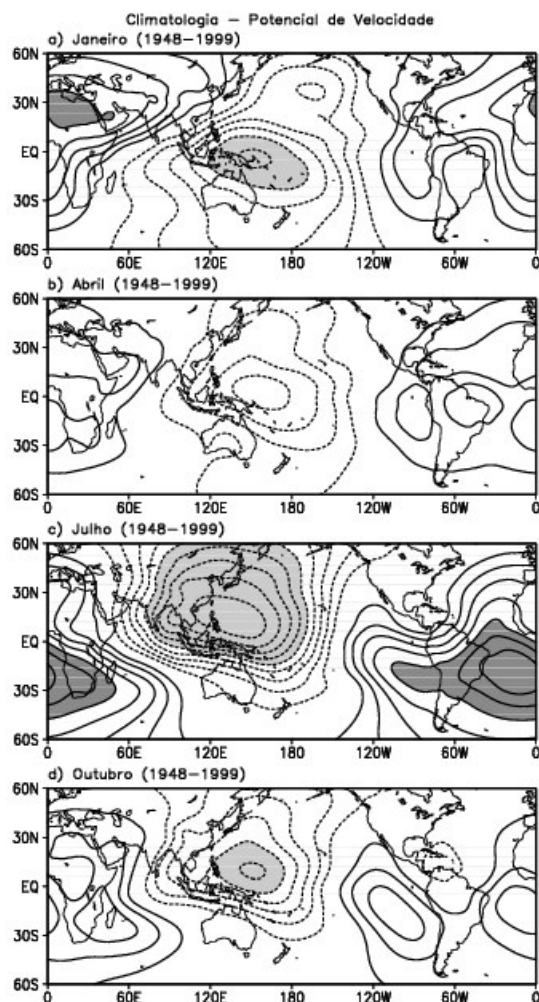 Climatologia – Potencial de Velocidade
a) Janeiro (1948–1999)
60N
30N
EQ
30S
60S
0 60E 120E 180 120W 60W 0
b) Abril (1948–1999)
60N
30N
EQ
30S
60S
0 60E 120E 180 120W 60W 0
c) Julho (1948–1999)
60N
30N
EQ
30S
60S
0 60E 120E 180 120W 60W 0
d) Outubro (1948–1999)
60N
30N
EQ
30S
60S
0 60E 120E 180 120W 60W 0